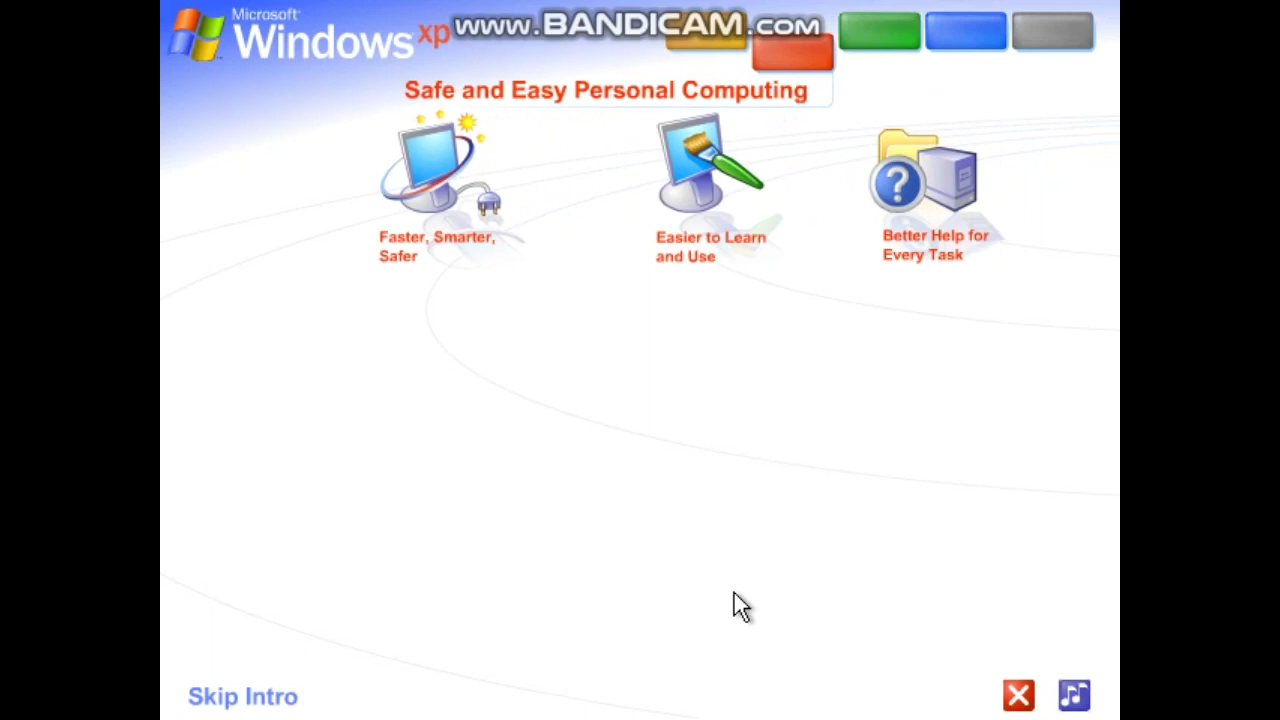 Microsoft
Windows xp
www.BANDICAM.com
Safe and Easy Personal Computing
Faster, Smarter,
Safer
Easier to Learn
and Use
Better Help for
Every Task
Skip Intro